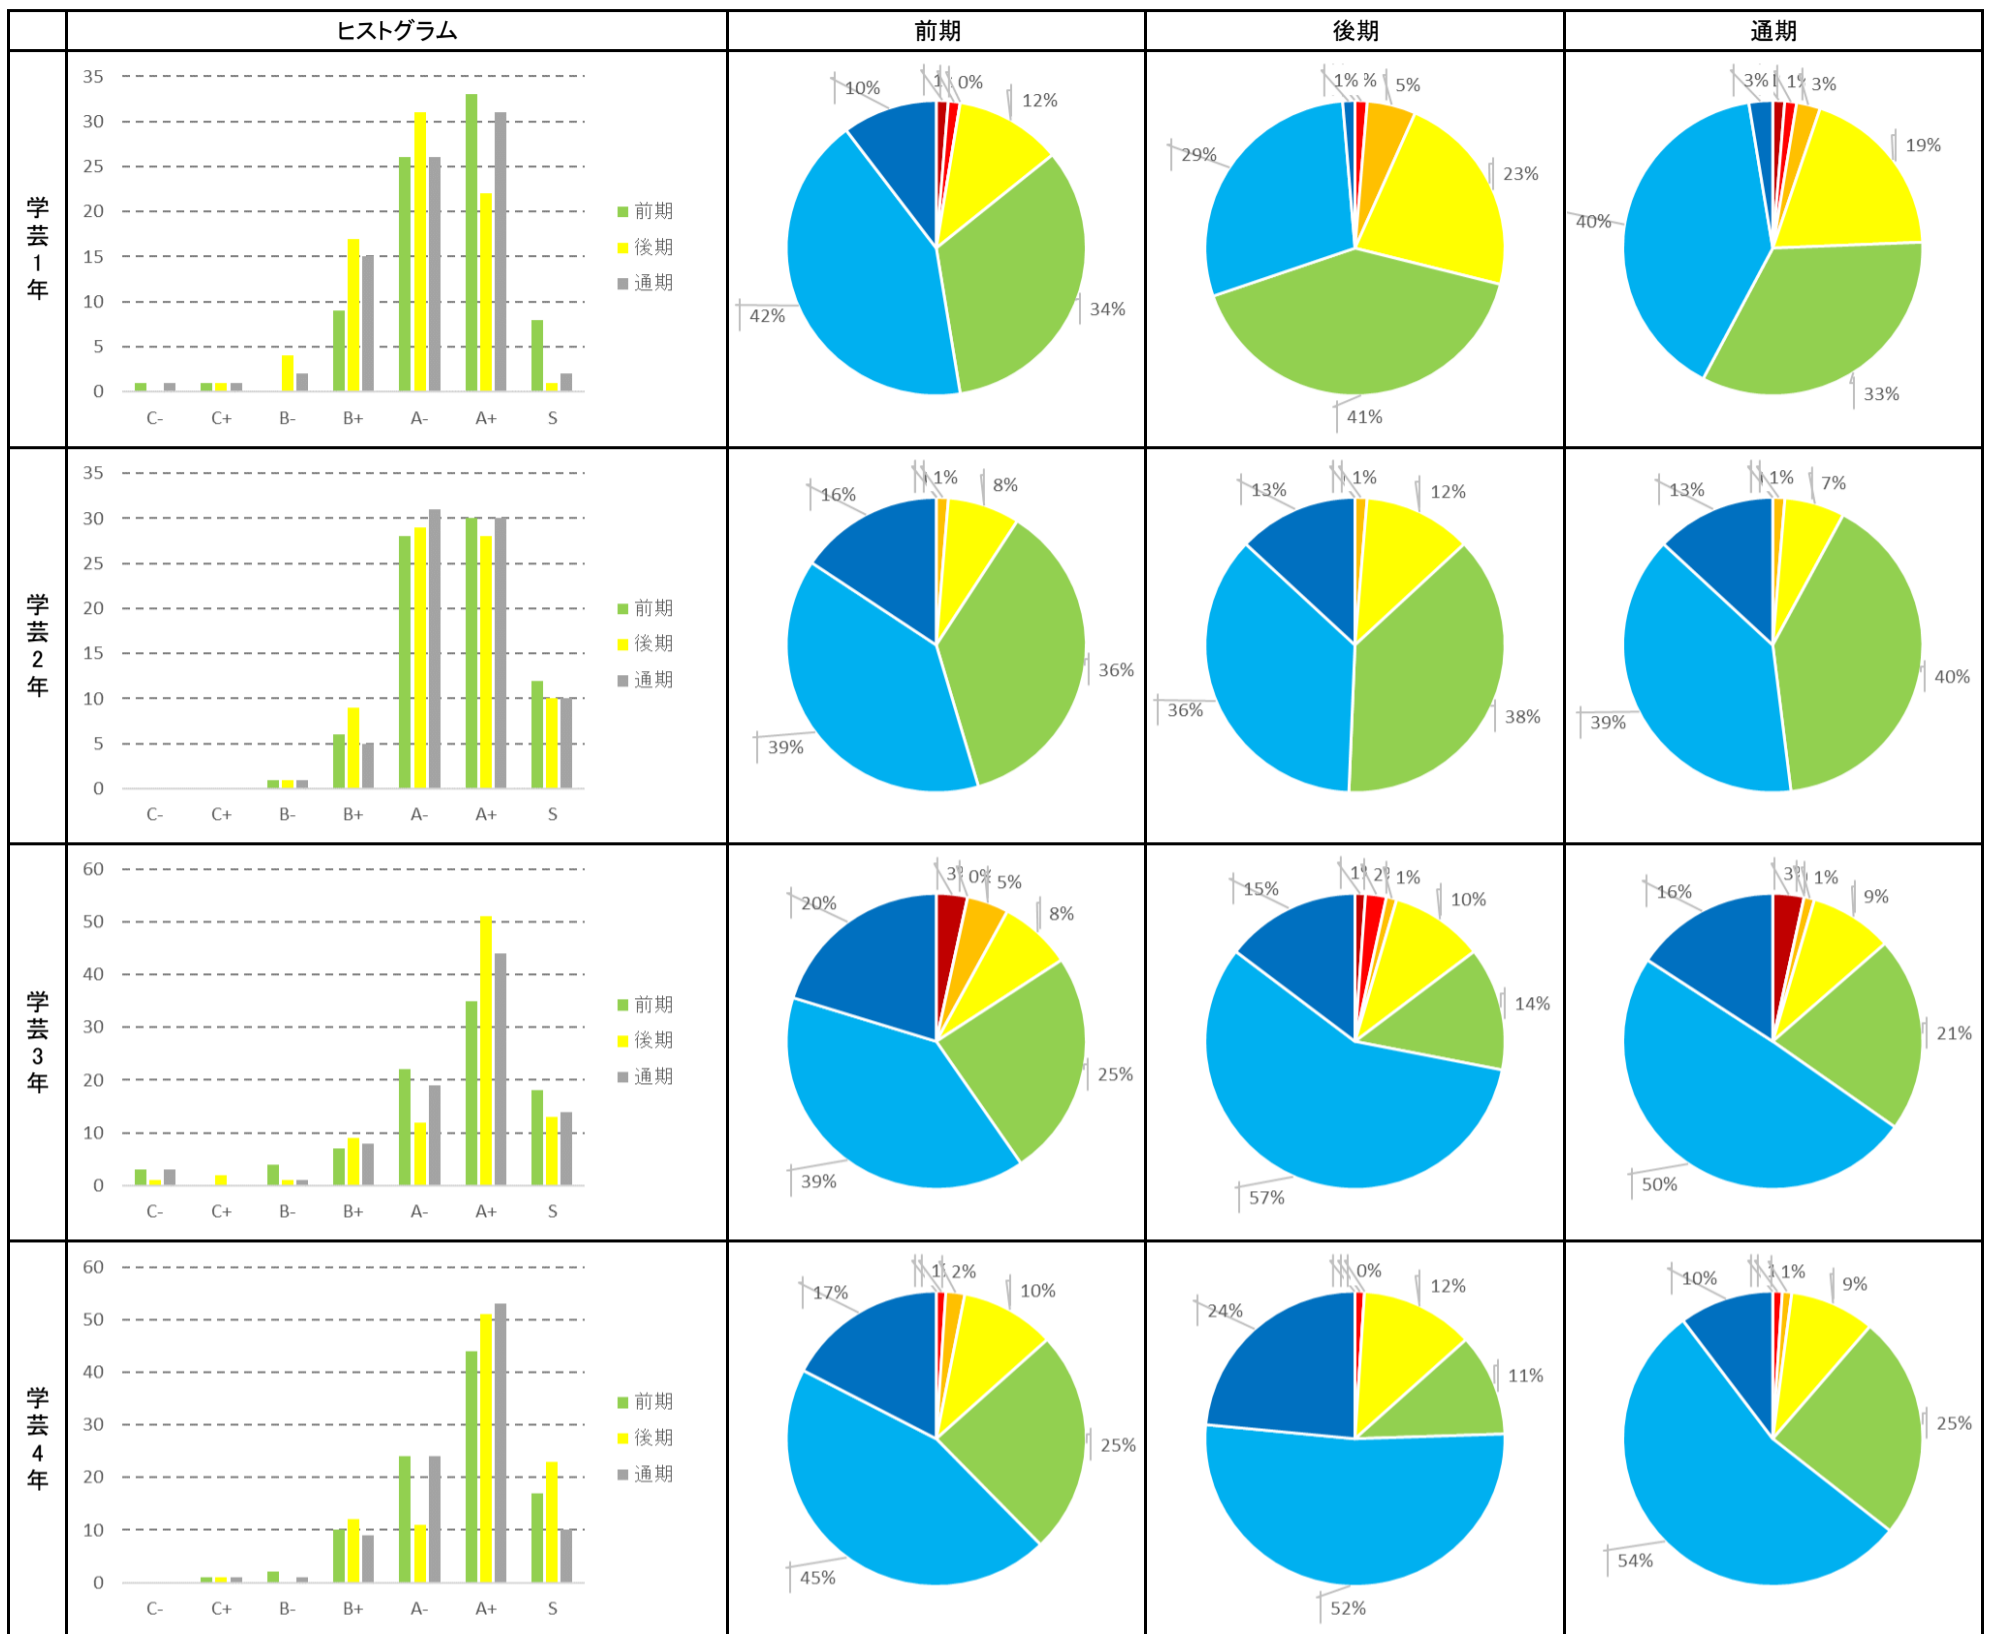 ヒストグラム 前期 後期 通期
学芸1年
35
30
25
20
15
10
5
0
C- C+ B- B+ A- A+ S
前期
後期
通期
10% 0% 12% 34% 42%
1% 5% 23% 41% 29%
3% 1% 3% 19% 33% 40%
学芸2年
35
30
25
20
15
10
5
0
C- C+ B- B+ A- A+ S
前期
後期
通期
16% 1% 8% 36% 39%
13% 1% 12% 38% 36%
13% 1% 7% 40% 39%
学芸3年
60
50
40
30
20
10
0
C- C+ B- B+ A- A+ S
前期
後期
通期
20% 0% 5% 8% 25% 39%
15% 1% 10% 14% 57%
16% 1% 9% 21% 50%
学芸4年
60
50
40
30
20
10
0
C- C+ B- B+ A- A+ S
前期
後期
通期
17% 2% 10% 25% 45%
24% 0% 12% 11% 52%
10% 1% 9% 25% 54%